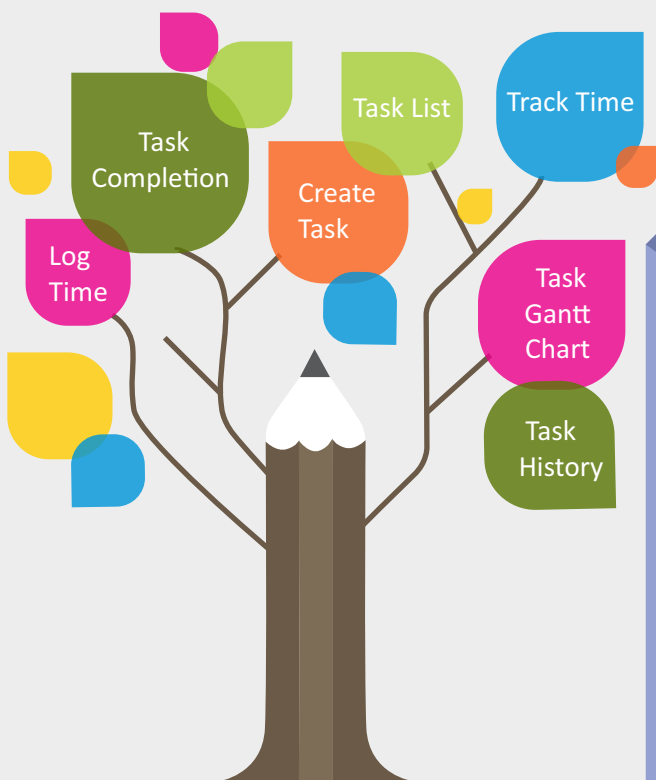 Task List
Track Time
Task
Completion
Create
Task
Log
Time
Task
Gantt
Chart
Task
History